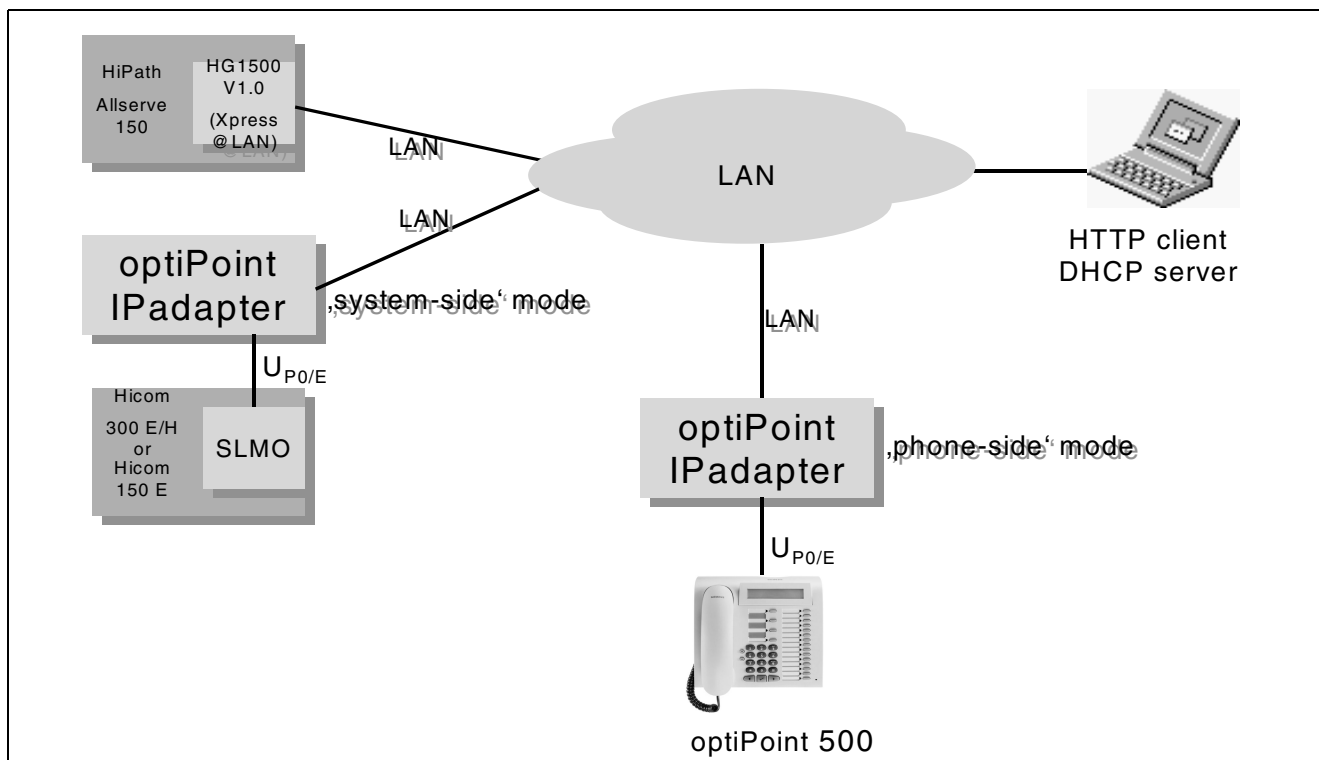 HiPath
Allserve
150
HG1500
V1.0
(Xpress
@LAN)
LAN
LAN
LAN
HTTP client
DHCP server
optiPoint
IPadapter
‚system-side‘ mode
LAN
UP0/E
Hicom
300 E/H
or
Hicom
150 E
SLMO
optiPoint
IPadapter
‚phone-side‘ mode
UP0/E
optiPoint 500